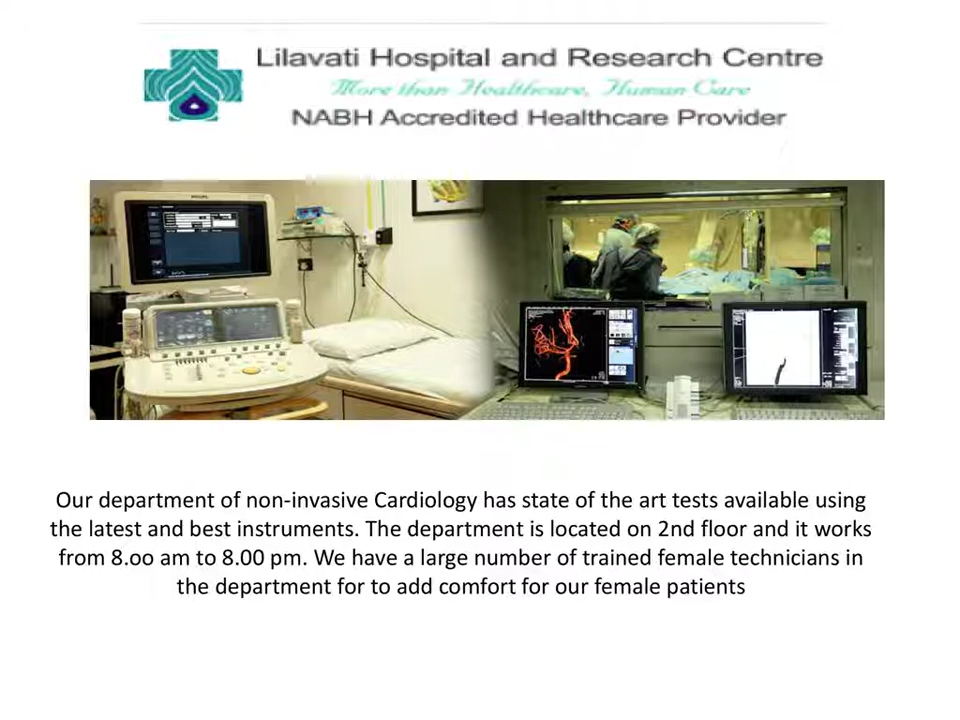 Lilavati Hospital and Research Centre
More than Healthcare, Human Care
NABH Accredited Healthcare Provider
PHILIPS
Our department of non-invasive Cardiology has state of the art tests available using
the latest and best instruments. The department is located on 2nd floor and it works
from 8.oo am to 8.00 pm. We have a large number of trained female technicians in
the department for to add comfort for our female patients